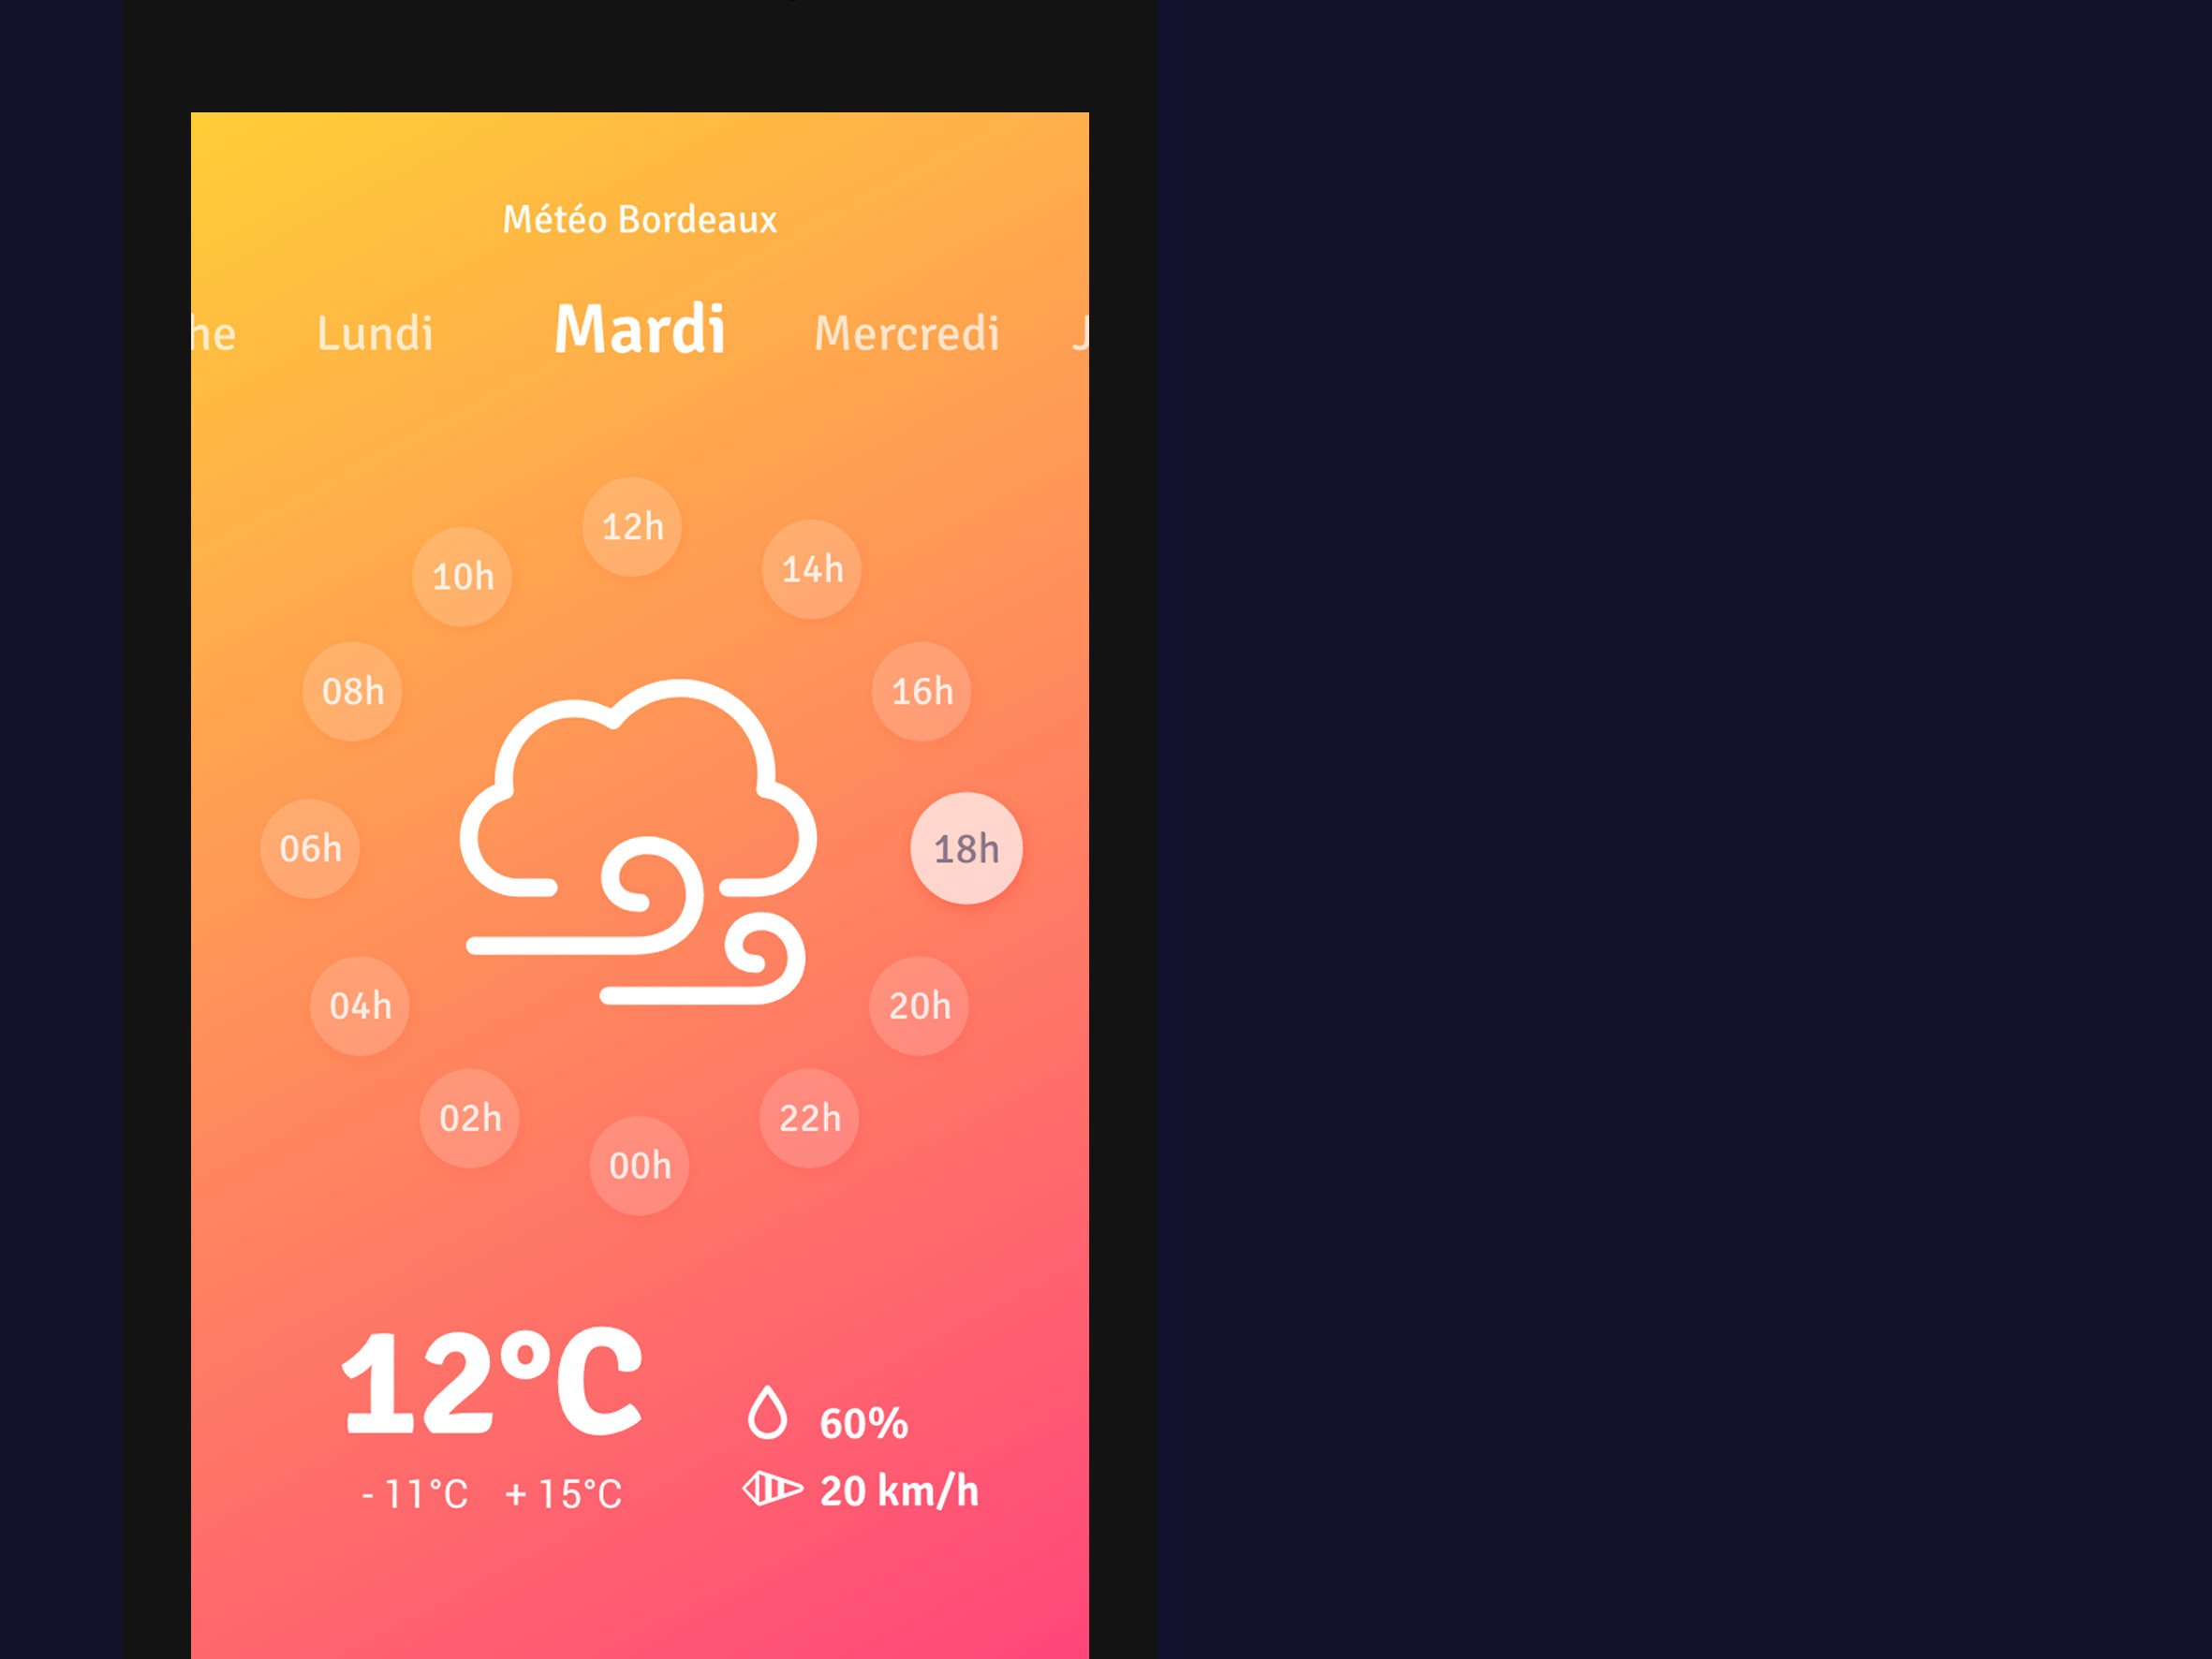 Météo Bordeaux
he Lundi Mardi Mercredi J
12h
10h 14h
08h 16h
06h 18h
04h 20h
02h 22h
00h
12°C
60%
- 11°C + 15°C 20 km/h